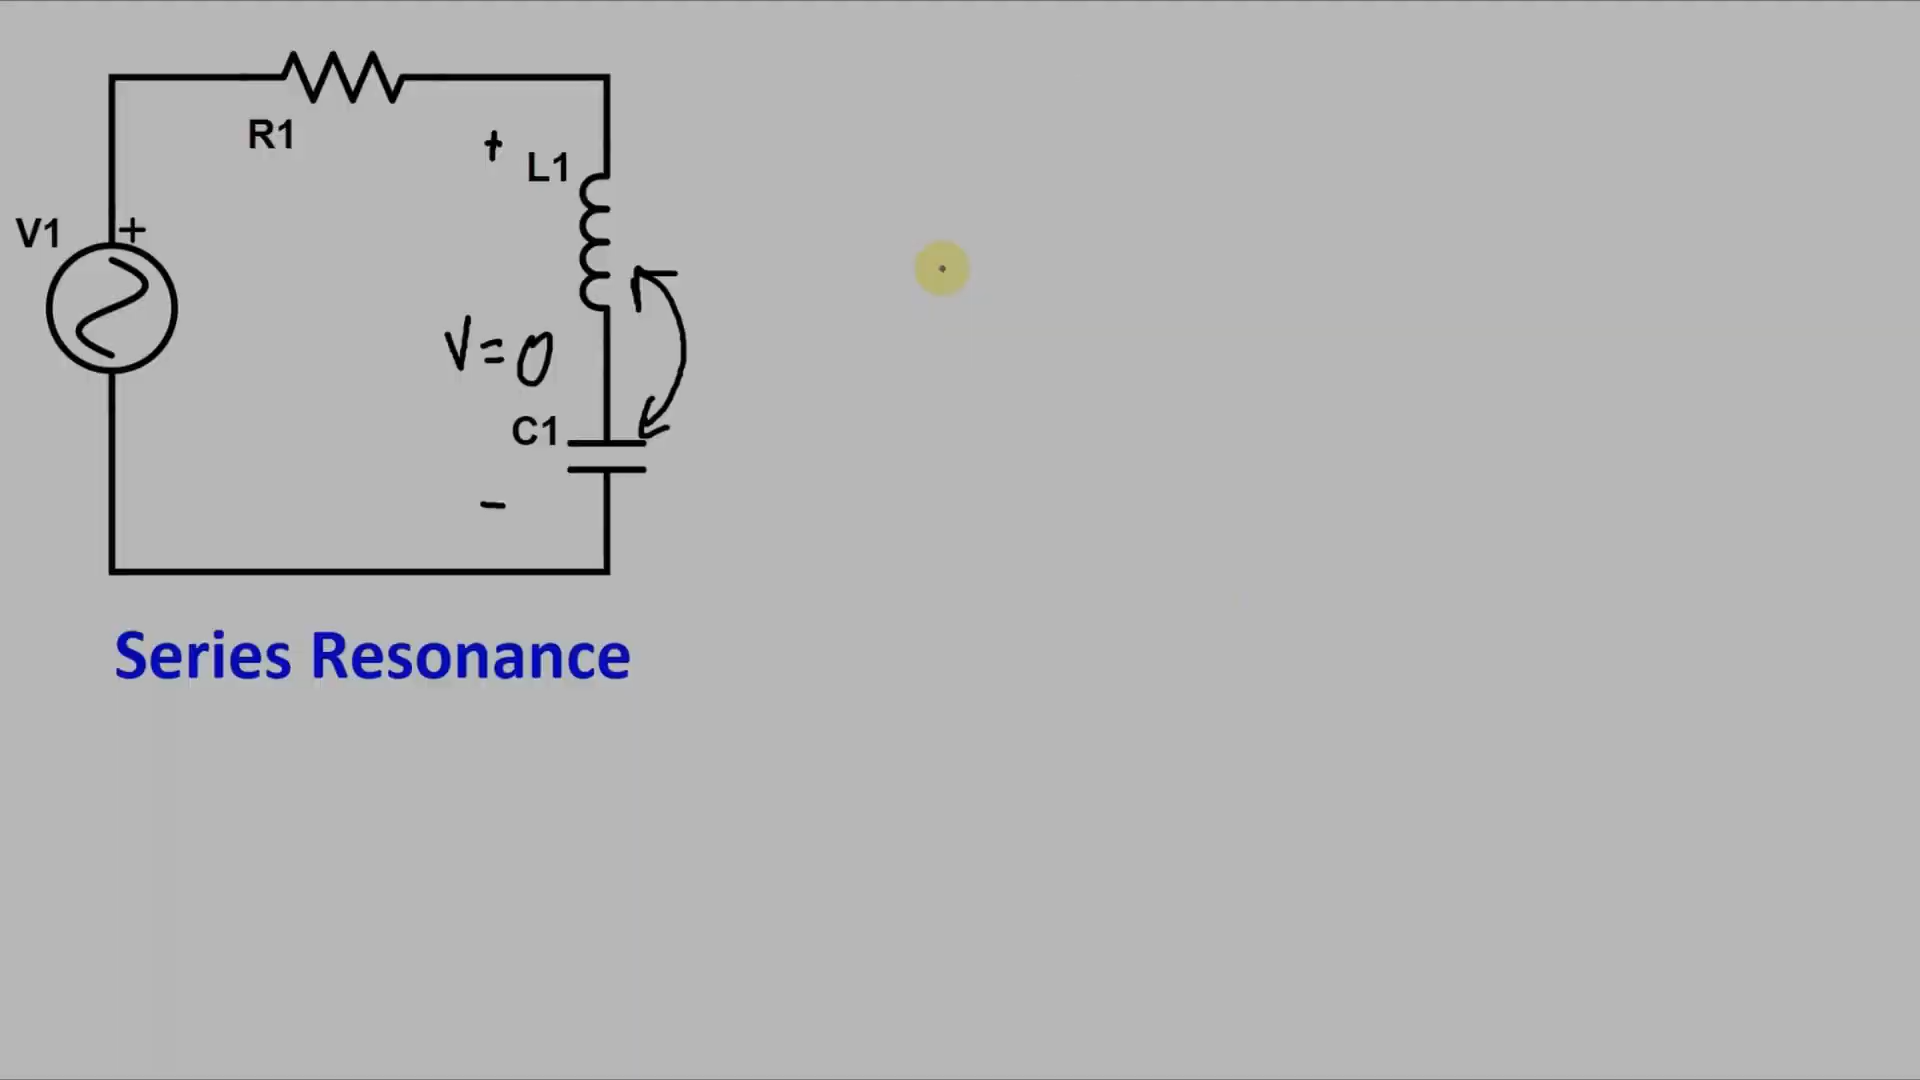 R1
+
L1
V1
+
V=0
C1
-
Series Resonance